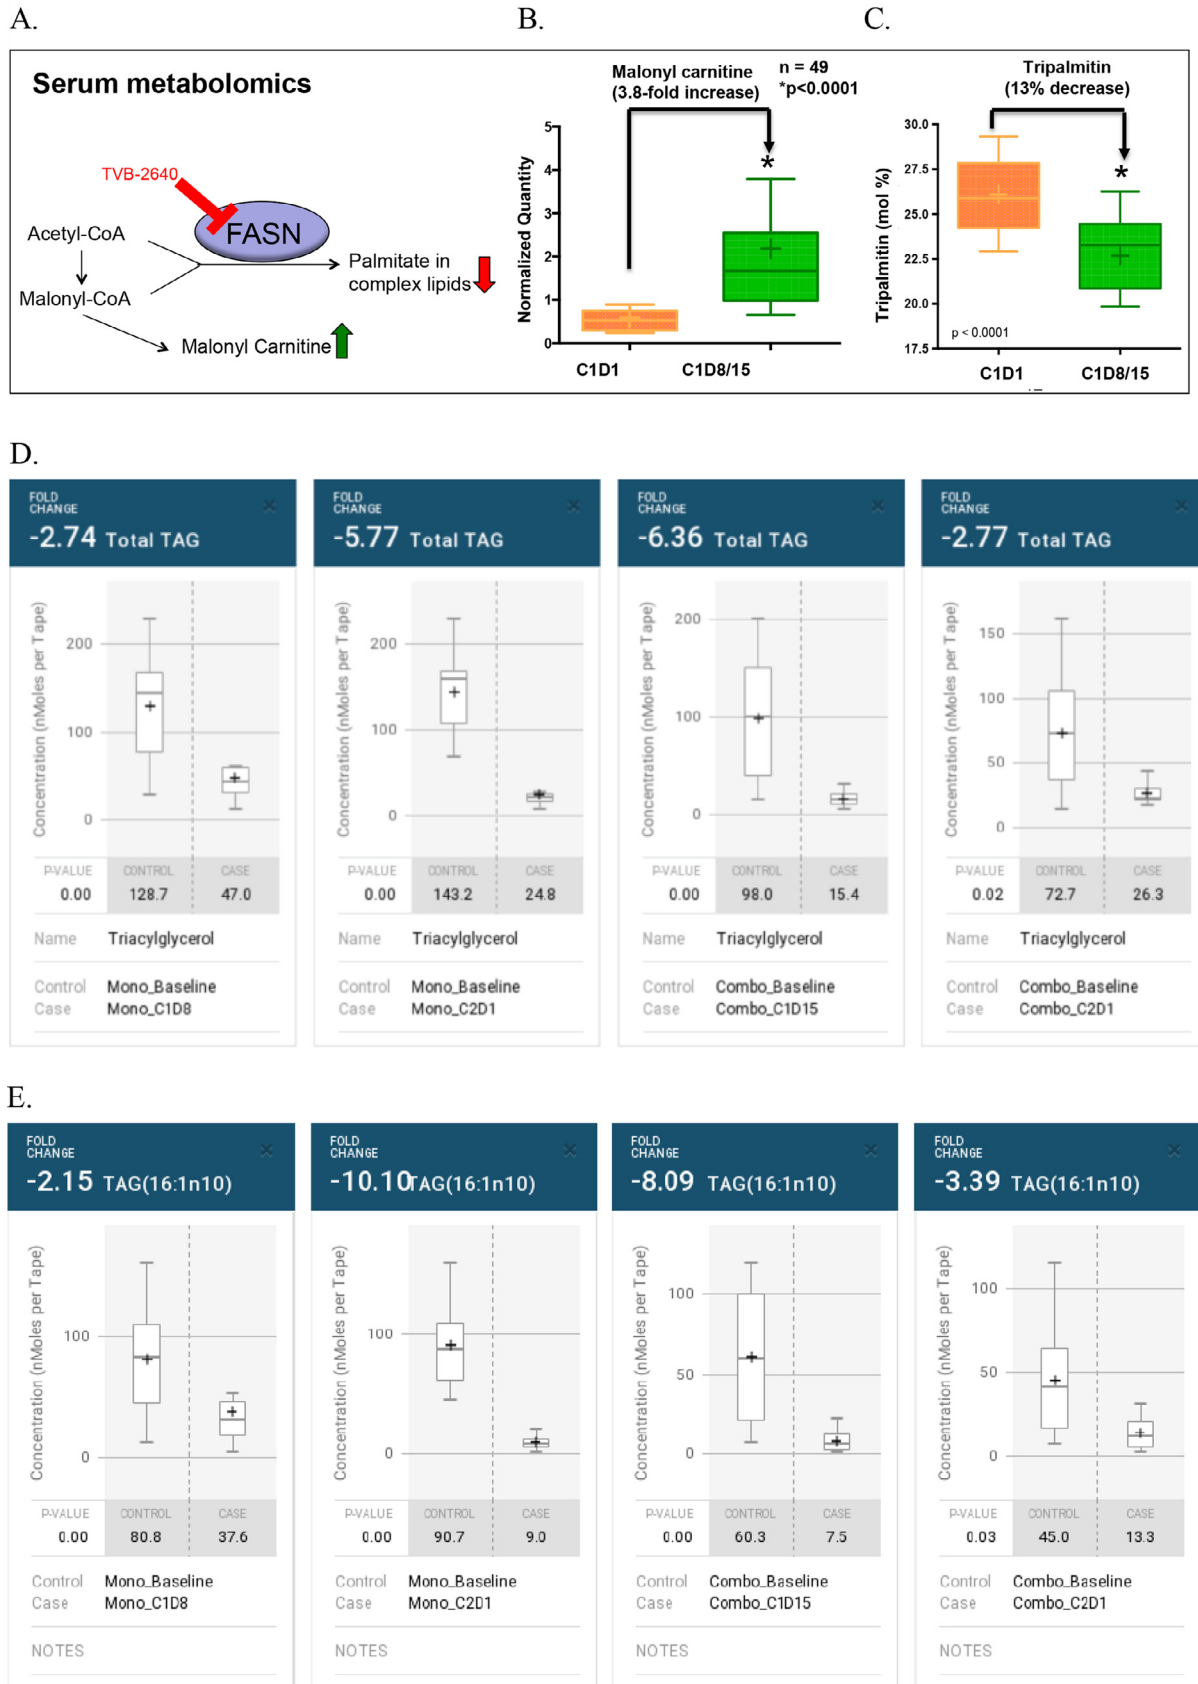 A.
B.
C.
Serum metabolomics
TVB-2640
FASN
Acetyl-CoA
Malonyl-CoA
Palmitate in
complex lipids
Malonyl Carnitine
Malonyl carnitine
(3.8-fold increase)
n = 49
*p<0.0001
Normalized Quantity
5
4
3
2
1
0
*
C1D1
C1D8/15
Tripalmitin
(13% decrease)
Tripalmitin (mol %)
30.0
27.5
25.0
22.5
20.0
17.5
*
p < 0.0001
C1D1
C1D8/15
D.
FOLD
CHANGE
-2.74 Total TAG
Concentration (nMoles per Tape)
200
100
0
P-VALUE CONTROL CASE
0.00 128.7 47.0
Name Triacylglycerol
Control Mono_Baseline
Case Mono_C1D8
FOLD
CHANGE
-5.77 Total TAG
Concentration (nMoles per Tape)
200
100
0
P-VALUE CONTROL CASE
0.00 143.2 24.8
Name Triacylglycerol
Control Mono_Baseline
Case Mono_C2D1
FOLD
CHANGE
-6.36 Total TAG
Concentration (nMoles per Tape)
200
100
0
P-VALUE CONTROL CASE
0.00 98.0 15.4
Name Triacylglycerol
Control Combo_Baseline
Case Combo_C1D15
FOLD
CHANGE
-2.77 Total TAG
Concentration (nMoles per Tape)
150
100
50
0
P-VALUE CONTROL CASE
0.02 72.7 26.3
Name Triacylglycerol
Control Combo_Baseline
Case Combo_C2D1
E.
FOLD
CHANGE
-2.15 TAG(16:1n10)
Concentration (nMoles per Tape)
100
0
P-VALUE CONTROL CASE
0.00 80.8 37.6
Control Mono_Baseline
Case Mono_C1D8
NOTES
FOLD
CHANGE
-10.10 TAG(16:1n10)
Concentration (nMoles per Tape)
100
0
P-VALUE CONTROL CASE
0.00 90.7 9.0
Control Mono_Baseline
Case Mono_C2D1
NOTES
FOLD
CHANGE
-8.09 TAG(16:1n10)
Concentration (nMoles per Tape)
100
50
0
P-VALUE CONTROL CASE
0.00 60.3 7.5
Control Combo_Baseline
Case Combo_C1D15
NOTES
FOLD
CHANGE
-3.39 TAG(16:1n10)
Concentration (nMoles per Tape)
100
50
0
P-VALUE CONTROL CASE
0.03 45.0 13.3
Control Combo_Baseline
Case Combo_C2D1
NOTES